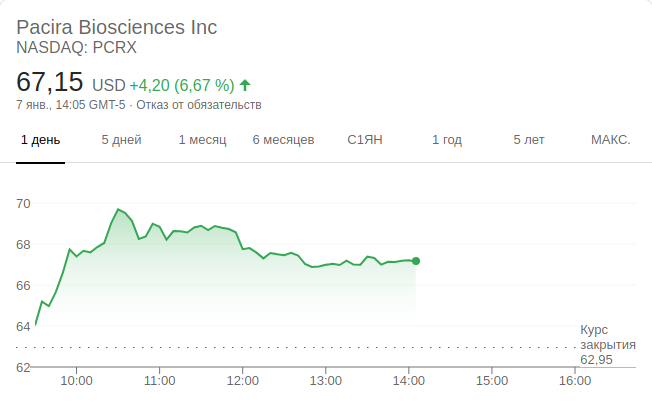 Pacira Biosciences Inc
NASDAQ: PCRX
67,15 USD +4,20 (6,67 %)
7 янв., 14:05 GMT-5 · Отказ от обязательств
1 день 5 дней 1 месяц 6 месяцев С1ЯН 1 год 5 лет МАКС.
70
68
66
64
Курс
закрытия
62,95
62
10:00 11:00 12:00 13:00 14:00 15:00 16:00